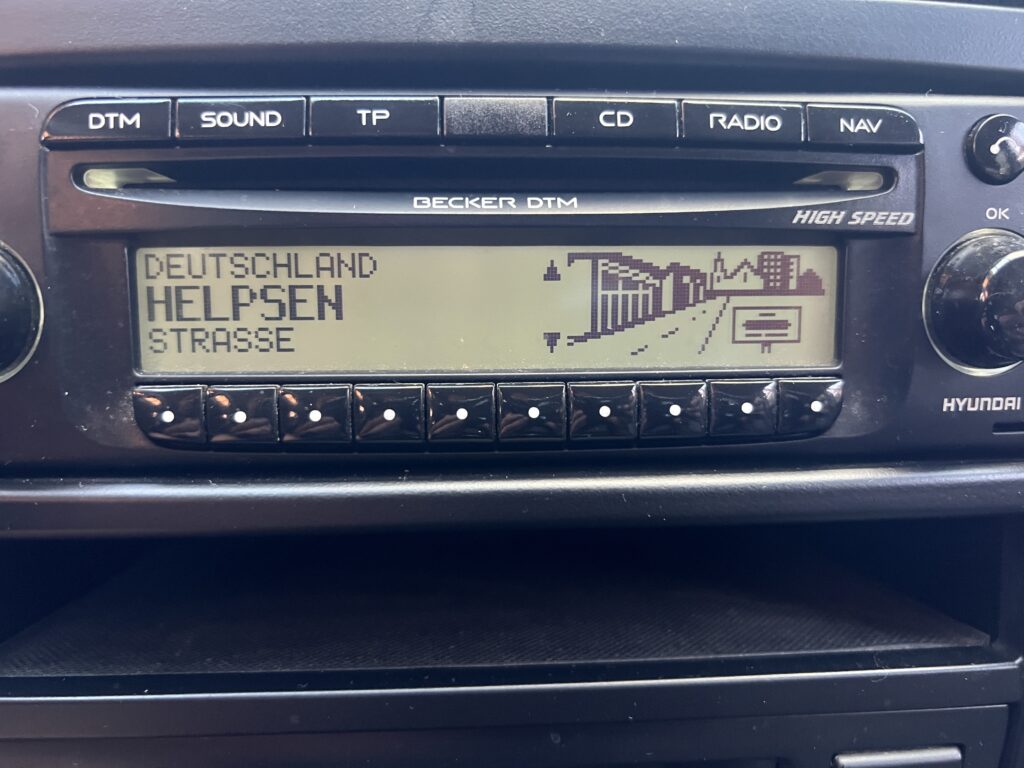 DTM SOUND TP CD RADIO NAV
BECKER DTM
HIGH SPEED
OK
DEUTSCHLAND
HELPSEN
STRASSE
HYUNDAI